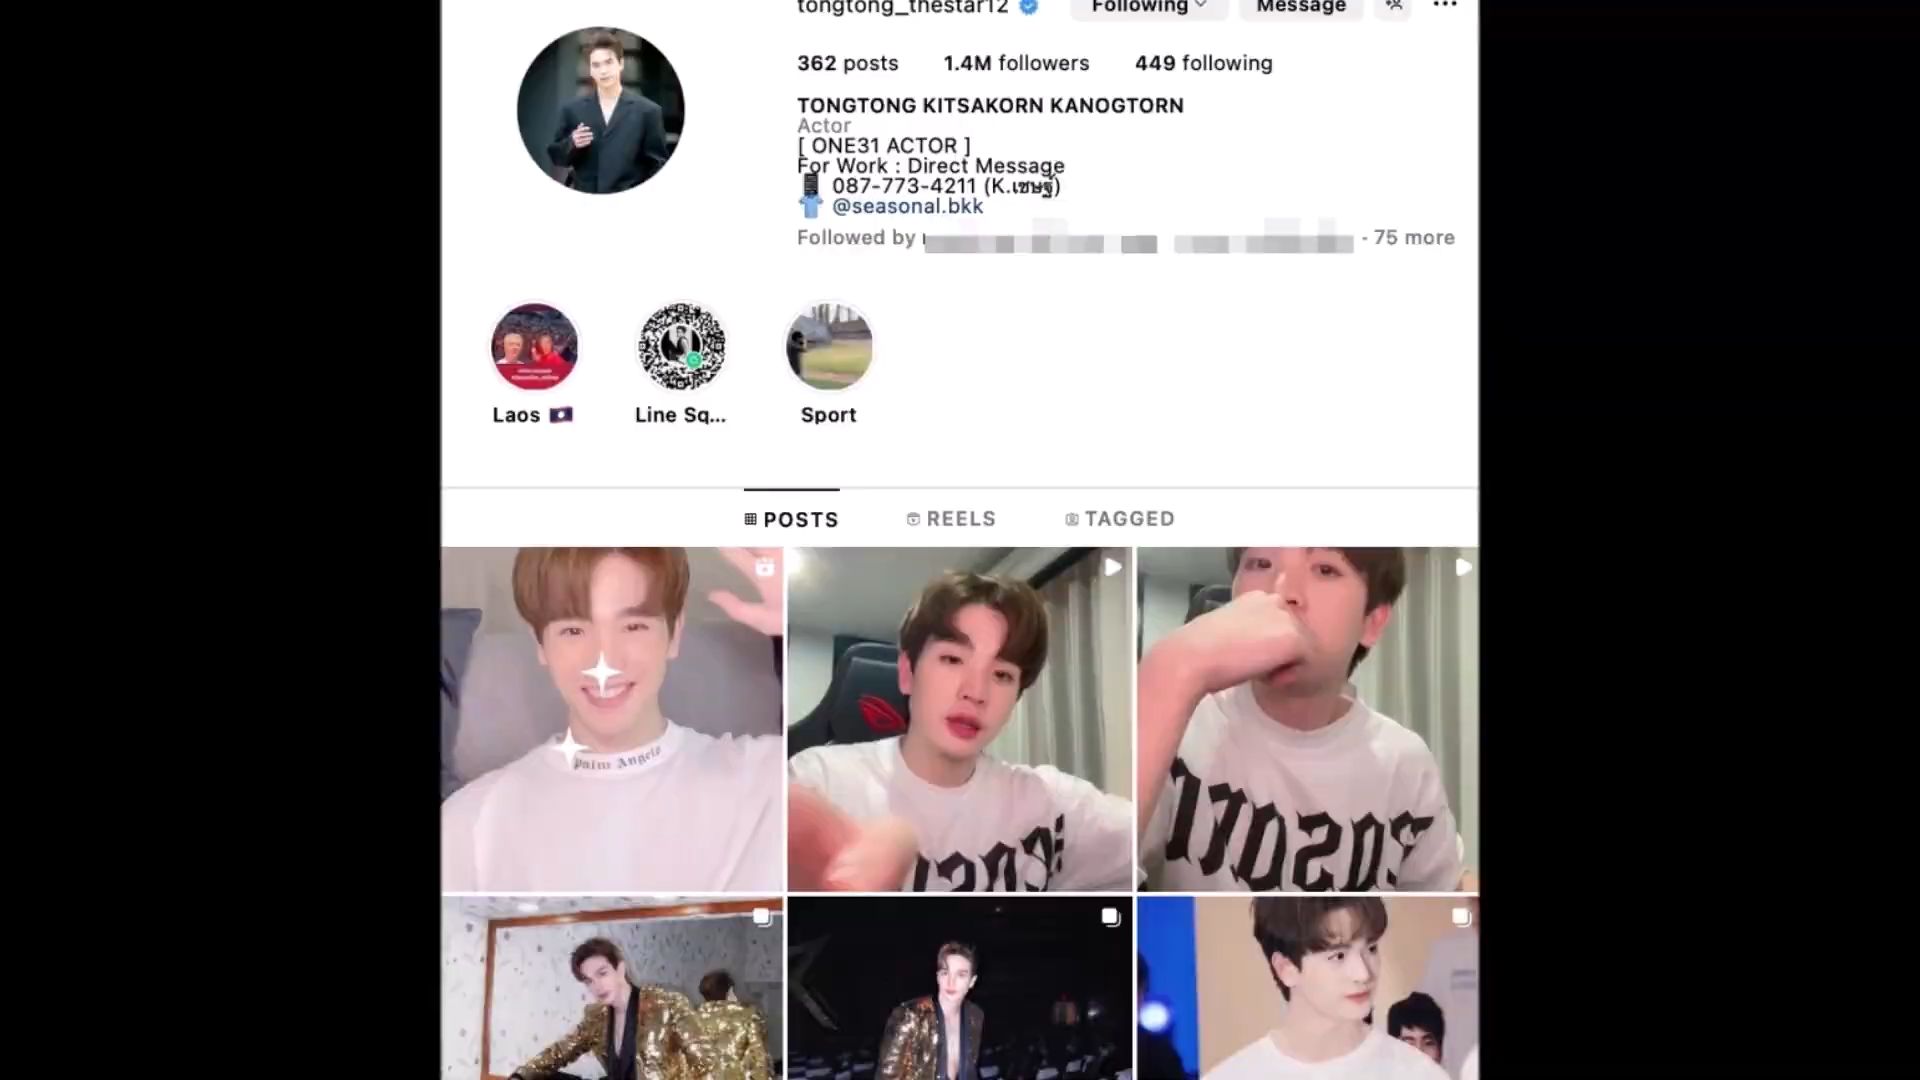 tongtong_thestar12 Following Message
362 posts 1.4M followers 449 following
TONGTONG KITSAKORN KANOGTORN
Actor
[ ONE31 ACTOR ]
For Work : Direct Message
087-773-4211 (K.เชษฐ์)
@seasonal.bkk
Followed by
- 75 more
Laos Line Sq... Sport
POSTS REELS TAGGED
Palm Angels